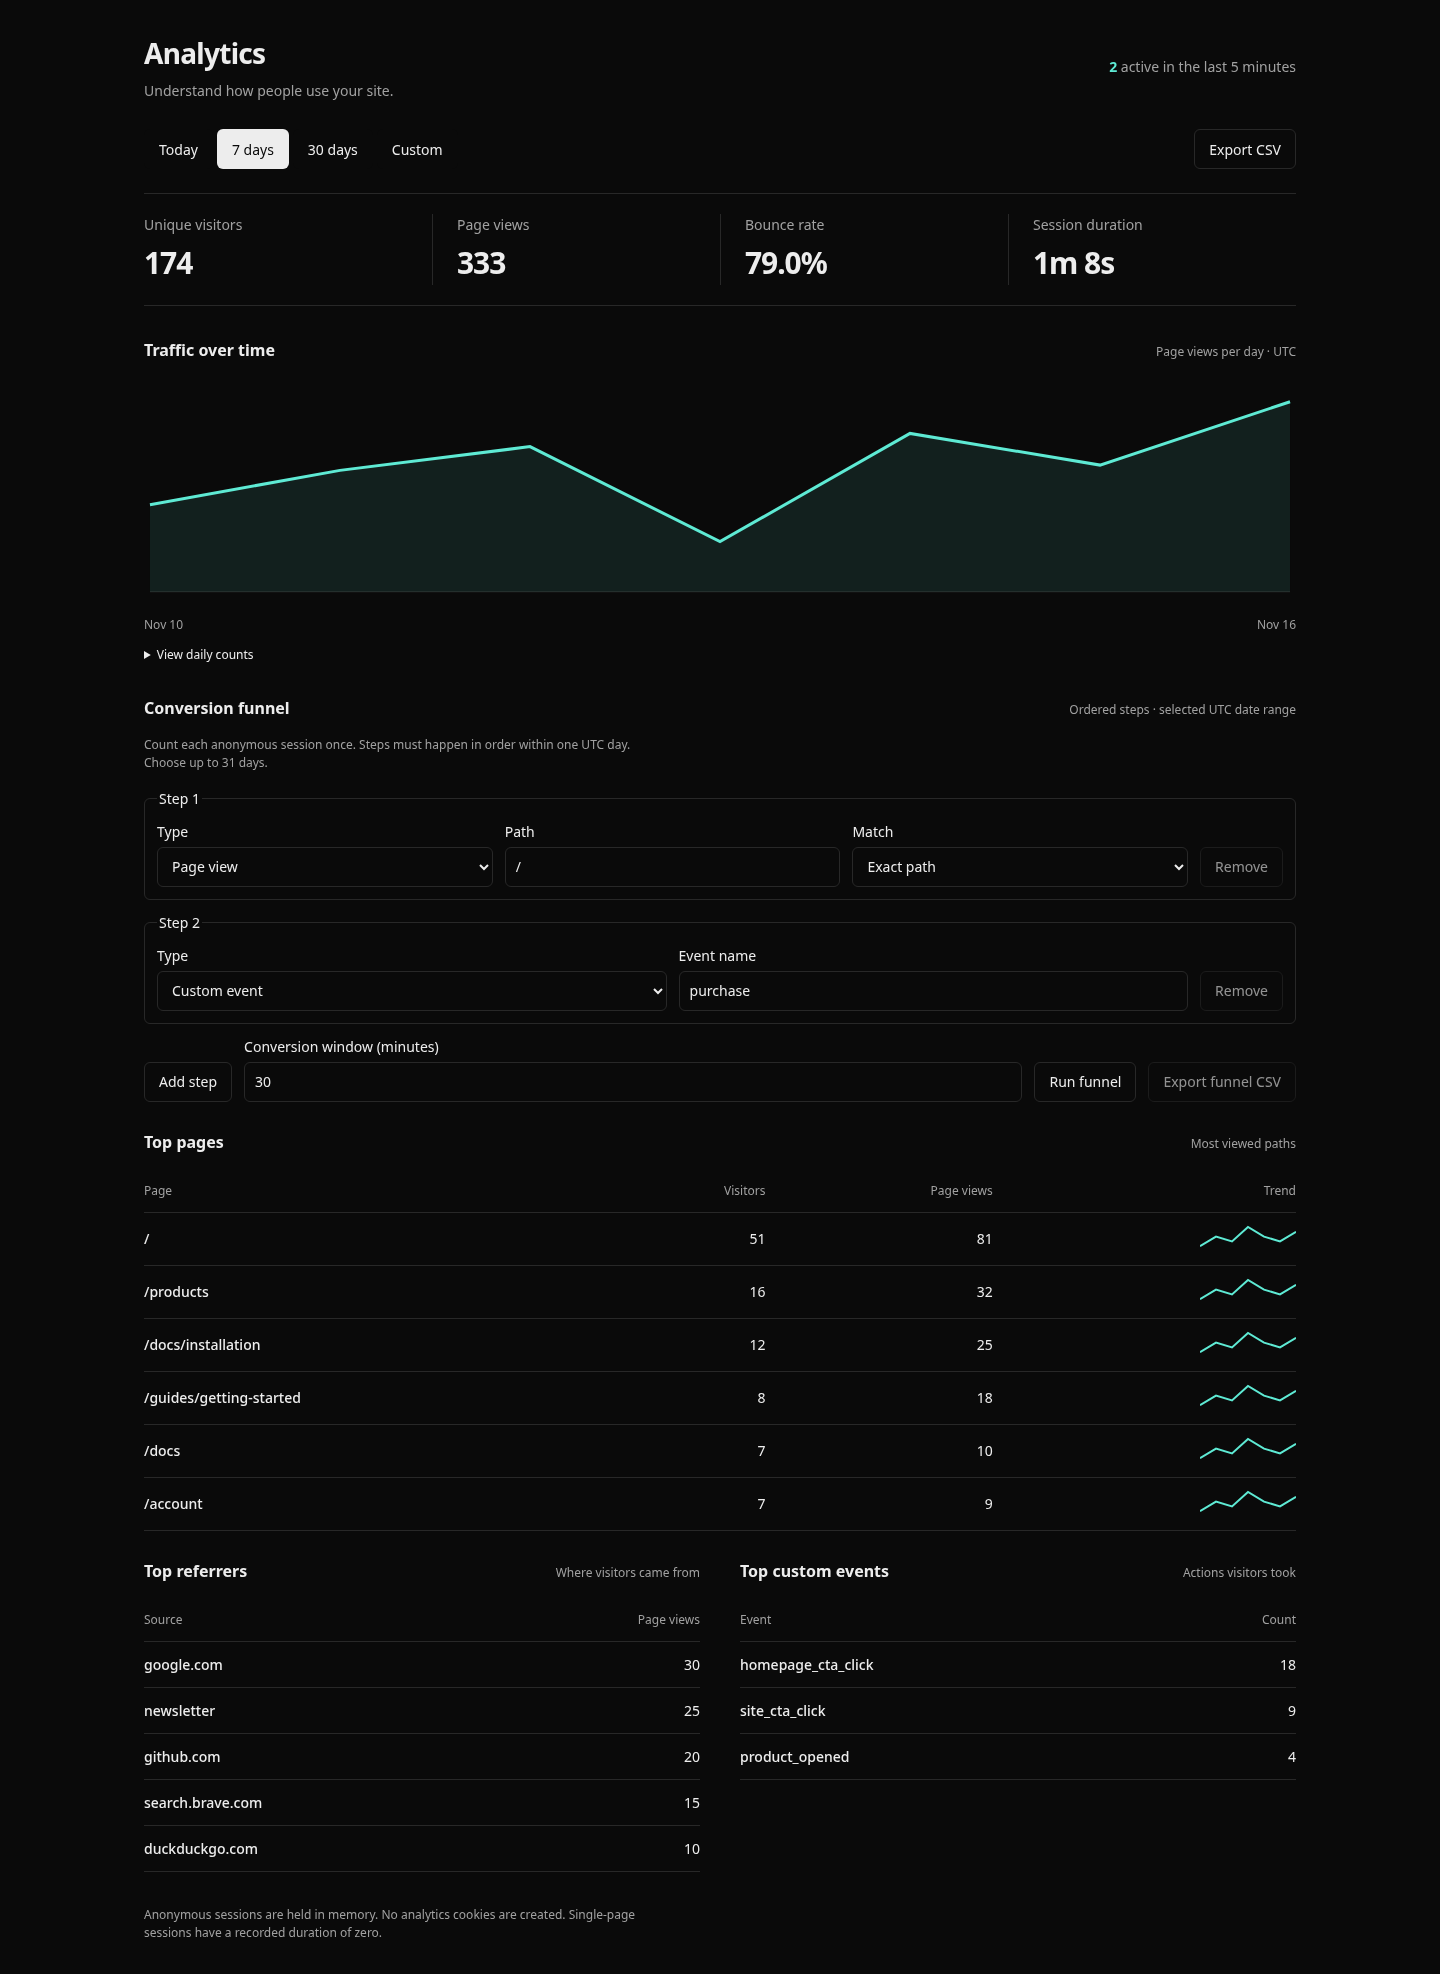 Analytics
2 active in the last 5 minutes
Understand how people use your site.
Today 7 days 30 days Custom Export CSV
Unique visitors Page views Bounce rate Session duration
174 333 79.0% 1m 8s
Traffic over time Page views per day · UTC
Nov 10 Nov 16
View daily counts
Conversion funnel Ordered steps · selected UTC date range
Count each anonymous session once. Steps must happen in order within one UTC day.
Choose up to 31 days.
Step 1
Type Path Match
Page view / Exact path Remove
Step 2
Type Event name
Custom event purchase Remove
Conversion window (minutes)
Add step 30 Run funnel Export funnel CSV
Top pages Most viewed paths
Page Visitors Page views Trend
/ 51 81
/products 16 32
/docs/installation 12 25
/guides/getting-started 8 18
/docs 7 10
/account 7 9
Top referrers Where visitors came from
Source Page views
google.com 30
newsletter 25
github.com 20
search.brave.com 15
duckduckgo.com 10
Top custom events Actions visitors took
Event Count
homepage_cta_click 18
site_cta_click 9
product_opened 4
Anonymous sessions are held in memory. No analytics cookies are created. Single-page
sessions have a recorded duration of zero.